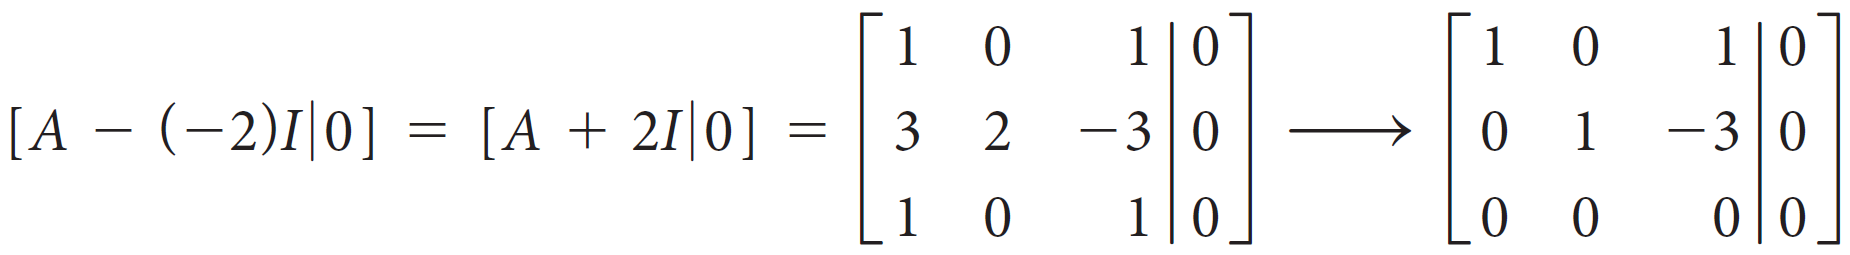 [A − (−2)I|0] = [A + 2I|0] = [1 0 1|0; 3 2 −3|0; 1 0 1|0] ⟶ [1 0 1|0; 0 1 −3|0; 0 0 0|0]